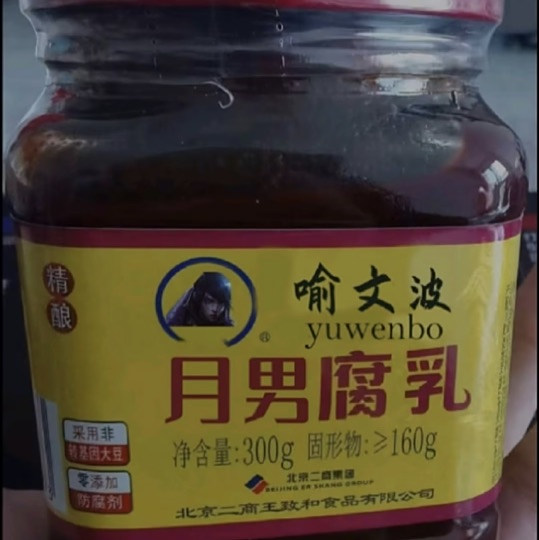 精酿
®
喻文波
yuwenbo
月男腐乳
净含量:300g 固形物:≥160g
采用非
转基因大豆
零添加
防腐剂
北京二商集团
BEIJING ER SHANG GROUP
北京二商王致和食品有限公司